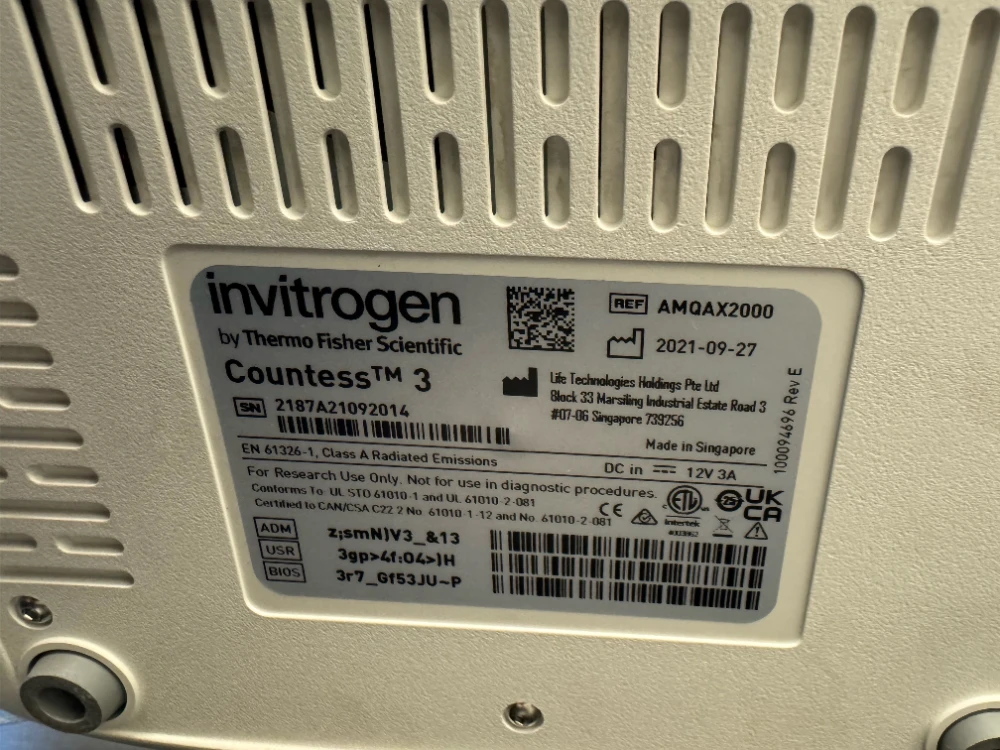 invitrogen
by Thermo Fisher Scientific
Countess™ 3
SN 2187A21092014
REF AMQAX2000
2021-09-27
Life Technologies Holdings Pte Ltd
Block 33 Marsiling Industrial Estate Road 3
#07-06 Singapore 739256
Made in Singapore
100094696 Rev E
EN 61326-1, Class A Radiated Emissions
DC in 12V 3A
For Research Use Only. Not for use in diagnostic procedures.
Conforms To UL STD 61010-1 and UL 61010-2-081
Certified to CAN/CSA C22 2 No 61010-1-12 and No. 61010-2-081
CE
ETL
Intertek
25
UK
CA
ADM z;smN)V3_&13
USR 3gp>4f:04>)H
BIOS 3r7_Gf53JU~P